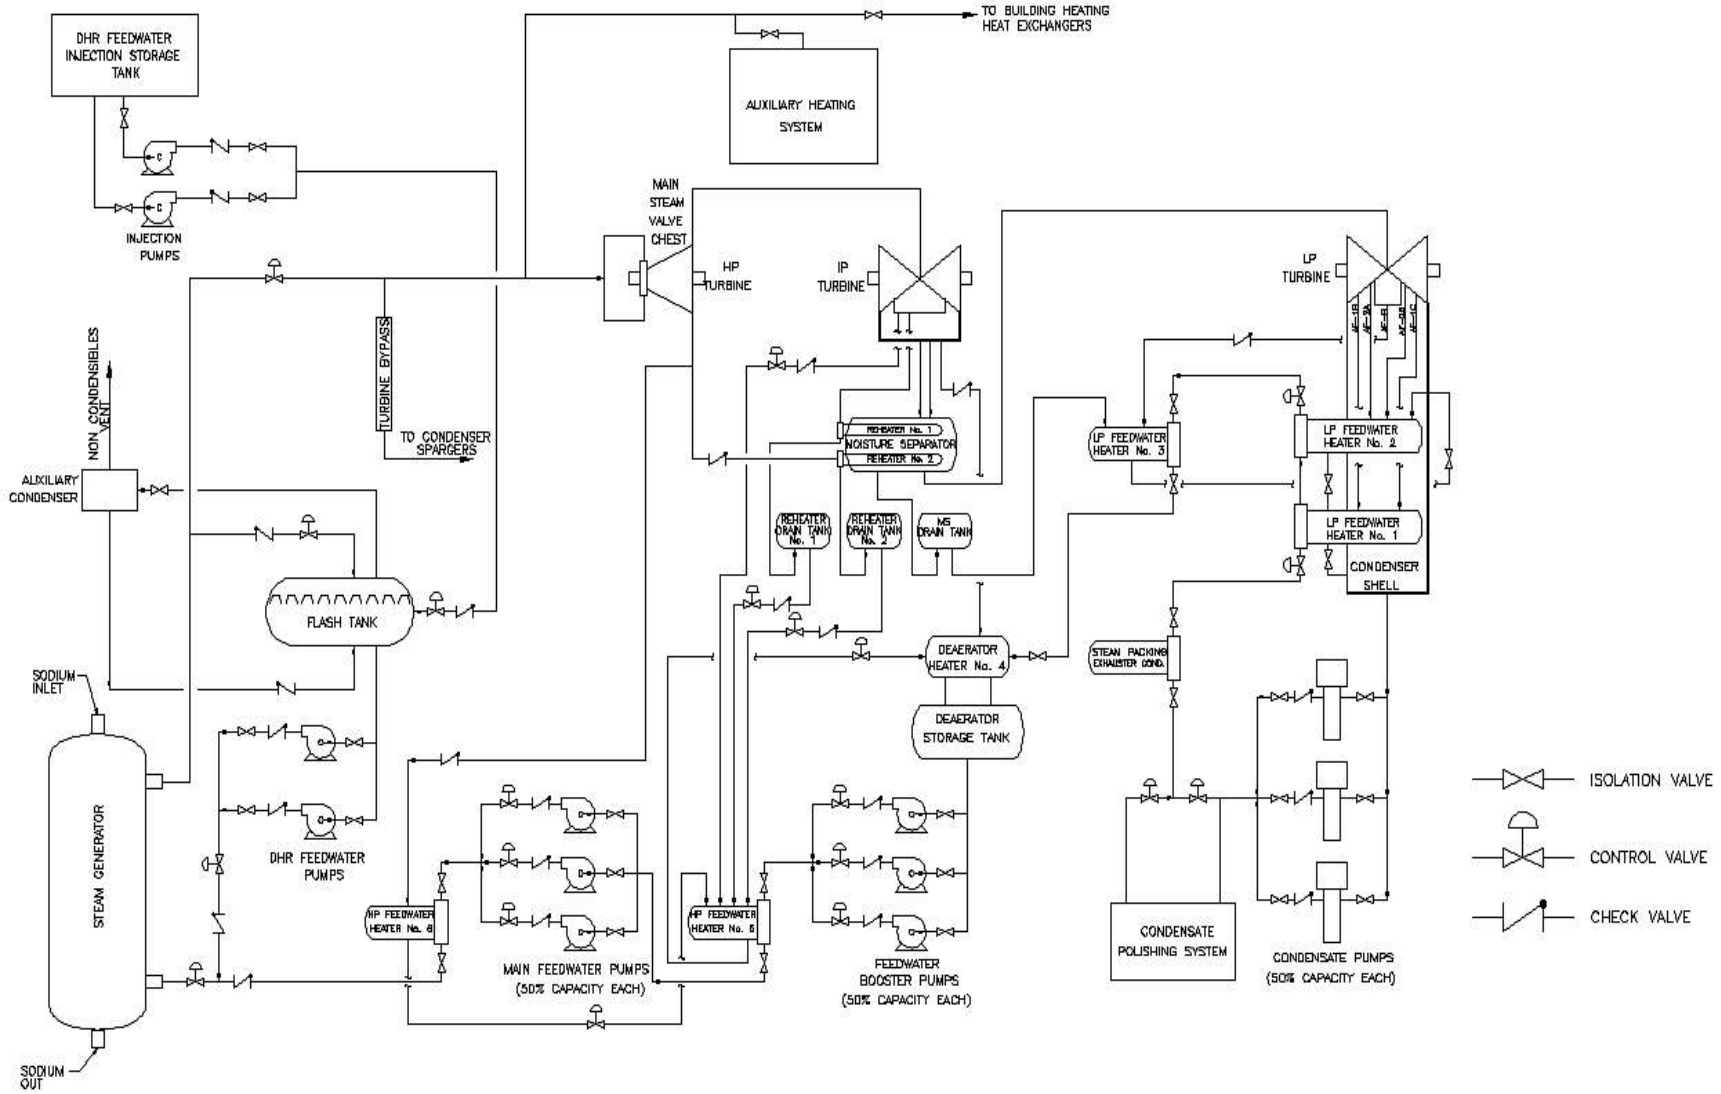 TO BUILDING HEATING
HEAT EXCHANGERS
DHR FEEDWATER
INJECTION STORAGE
TANK
AUXILIARY HEATING
SYSTEM
C
C
INJECTION
PUMPS
MAIN
STEAM
VALVE
CHEST
HP
TURBINE
IP
TURBINE
LP
TURBINE
TURBINE BYPASS
TO CONDENSER
SPARGERS
NON CONDENSIBLES
VENT
AUXILIARY
CONDENSER
REHEATER No. 1
MOISTURE SEPARATOR
REHEATER No. 2
LP FEEDWATER
HEATER No. 3
LP FEEDWATER
HEATER No. 2
LP FEEDWATER
HEATER No. 1
CONDENSER
SHELL
REHEATER
DRAIN TANK
No. 1
REHEATER
DRAIN TANK
No. 2
MS
DRAIN TANK
FLASH TANK
DEAERATOR
HEATER No. 4
DEAERATOR
STORAGE TANK
STEAM PACKING
EXHAUSTER COND.
SODIUM
INLET
STEAM GENERATOR
SODIUM
OUT
DHR FEEDWATER
PUMPS
HP FEEDWATER
HEATER No. 6
MAIN FEEDWATER PUMPS
(50% CAPACITY EACH)
HP FEEDWATER
HEATER No. 5
FEEDWATER
BOOSTER PUMPS
(50% CAPACITY EACH)
CONDENSATE
POLISHING SYSTEM
CONDENSATE PUMPS
(50% CAPACITY EACH)
ISOLATION VALVE
CONTROL VALVE
CHECK VALVE